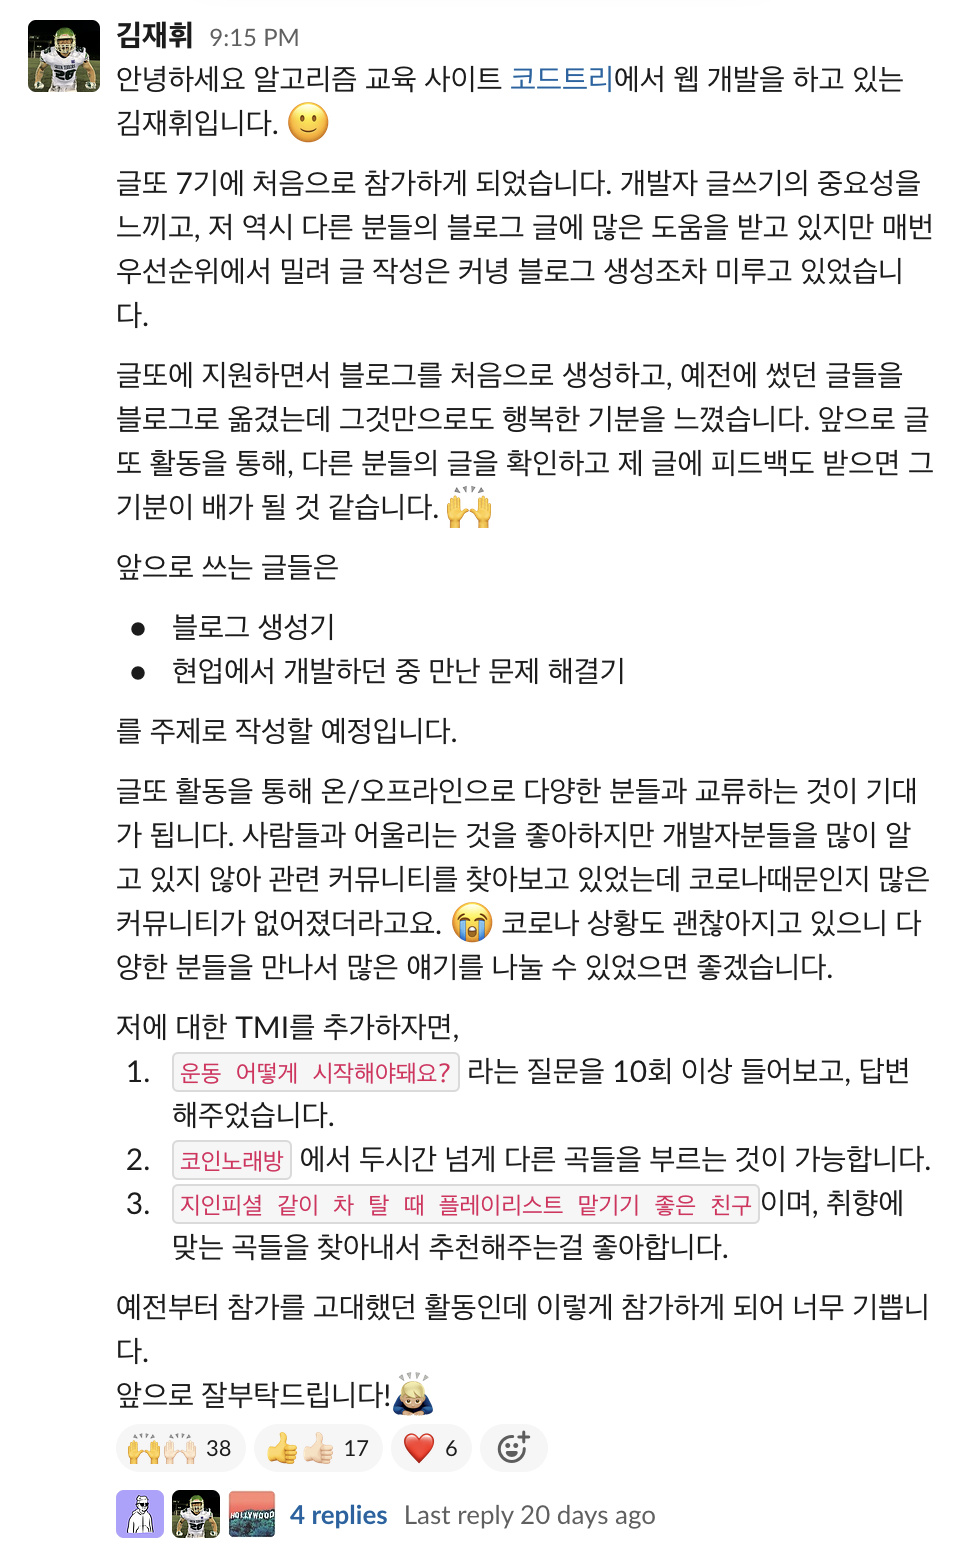 김재휘 9:15 PM
안녕하세요 알고리즘 교육 사이트 코드트리에서 웹 개발을 하고 있는
김재휘입니다.
글또 7기에 처음으로 참가하게 되었습니다. 개발자 글쓰기의 중요성을
느끼고, 저 역시 다른 분들의 블로그 글에 많은 도움을 받고 있지만 매번
우선순위에서 밀려 글 작성은 커녕 블로그 생성조차 미루고 있었습니
다.
글또에 지원하면서 블로그를 처음으로 생성하고, 예전에 썼던 글들을
블로그로 옮겼는데 그것만으로도 행복한 기분을 느꼈습니다. 앞으로 글
또 활동을 통해, 다른 분들의 글을 확인하고 제 글에 피드백도 받으면 그
기분이 배가 될 것 같습니다. 🙌
앞으로 쓰는 글들은
• 블로그 생성기
• 현업에서 개발하던 중 만난 문제 해결기
를 주제로 작성할 예정입니다.
글또 활동을 통해 온/오프라인으로 다양한 분들과 교류하는 것이 기대
가 됩니다. 사람들과 어울리는 것을 좋아하지만 개발자분들을 많이 알
고 있지 않아 관련 커뮤니티를 찾아보고 있었는데 코로나때문인지 많은
커뮤니티가 없어졌더라고요. 😭 코로나 상황도 괜찮아지고 있으니 다
양한 분들을 만나서 많은 얘기를 나눌 수 있었으면 좋겠습니다.
저에 대한 TMI를 추가하자면,
1. 운동 어떻게 시작해야돼요? 라는 질문을 10회 이상 들어보고, 답변
해주었습니다.
2. 코인노래방 에서 두시간 넘게 다른 곡들을 부르는 것이 가능합니다.
3. 지인피셜 같이 차 탈 때 플레이리스트 맡기기 좋은 친구이며, 취향에
맞는 곡들을 찾아내서 추천해주는걸 좋아합니다.
예전부터 참가를 고대했던 활동인데 이렇게 참가하게 되어 너무 기쁩니
다.
앞으로 잘부탁드립니다!
38 17 6
HOLLYWOOD 4 replies Last reply 20 days ago